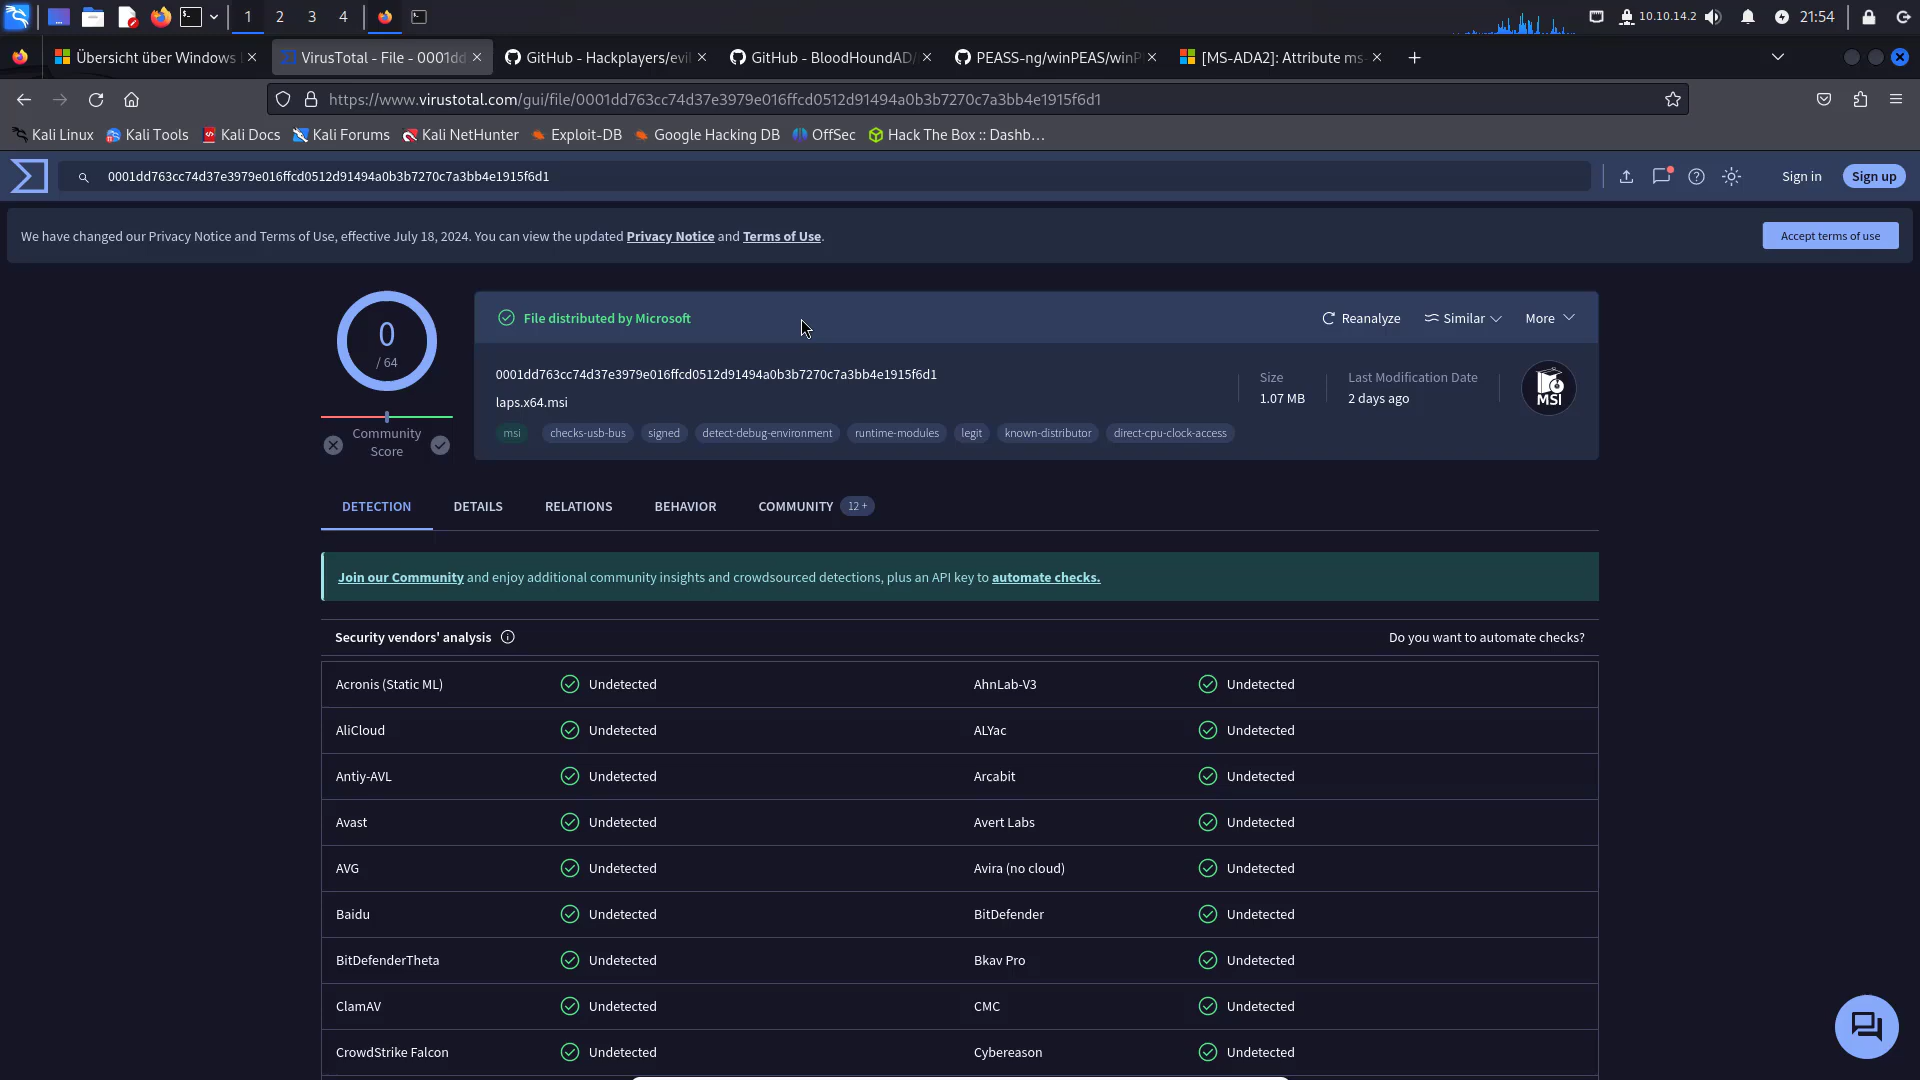 1 2 3 4 10.10.14.2 21:54
Übersicht über Windows VirusTotal - File - 0001dd GitHub - Hackplayers/evil GitHub - BloodHoundAD/ PEASS-ng/winPEAS/winP [MS-ADA2]: Attribute ms-
https://www.virustotal.com/gui/file/0001dd763cc74d37e3979e016ffcd0512d91494a0b3b7270c7a3bb4e1915f6d1
Kali Linux Kali Tools Kali Docs Kali Forums Kali NetHunter Exploit-DB Google Hacking DB OffSec Hack The Box :: Dashb…
0001dd763cc74d37e3979e016ffcd0512d91494a0b3b7270c7a3bb4e1915f6d1 Sign in Sign up
We have changed our Privacy Notice and Terms of Use, effective July 18, 2024. You can view the updated Privacy Notice and Terms of Use. Accept terms of use
0
/ 64
Community
Score
File distributed by Microsoft Reanalyze Similar More
0001dd763cc74d37e3979e016ffcd0512d91494a0b3b7270c7a3bb4e1915f6d1
laps.x64.msi
Size
1.07 MB
Last Modification Date
2 days ago
MSI
msi checks-usb-bus signed detect-debug-environment runtime-modules legit known-distributor direct-cpu-clock-access
DETECTION DETAILS RELATIONS BEHAVIOR COMMUNITY 12 +
Join our Community and enjoy additional community insights and crowdsourced detections, plus an API key to automate checks.
Security vendors' analysis Do you want to automate checks?
Acronis (Static ML) Undetected AhnLab-V3 Undetected
AliCloud Undetected ALYac Undetected
Antiy-AVL Undetected Arcabit Undetected
Avast Undetected Avert Labs Undetected
AVG Undetected Avira (no cloud) Undetected
Baidu Undetected BitDefender Undetected
BitDefenderTheta Undetected Bkav Pro Undetected
ClamAV Undetected CMC Undetected
CrowdStrike Falcon Undetected Cybereason Undetected